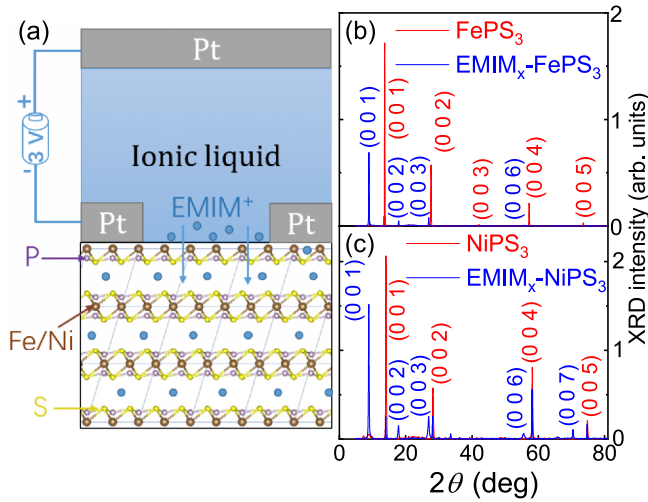 (a)
Pt
+
3 V
-
Ionic liquid
Pt
EMIM⁺
Pt
P
Fe/Ni
S
(b)
FePS₃
EMIMₓ-FePS₃
(0 0 1)
(0 0 1)
(0 0 2)
(0 0 3)
(0 0 2)
(0 0 3)
(0 0 6)
(0 0 4)
(0 0 5)
2
1
0
(c)
NiPS₃
EMIMₓ-NiPS₃
(0 0 1)
(0 0 1)
(0 0 2)
(0 0 3)
(0 0 2)
(0 0 6)
(0 0 4)
(0 0 7)
(0 0 5)
2
1
0
XRD intensity (arb. units)
0 20 40 60 80
2θ (deg)